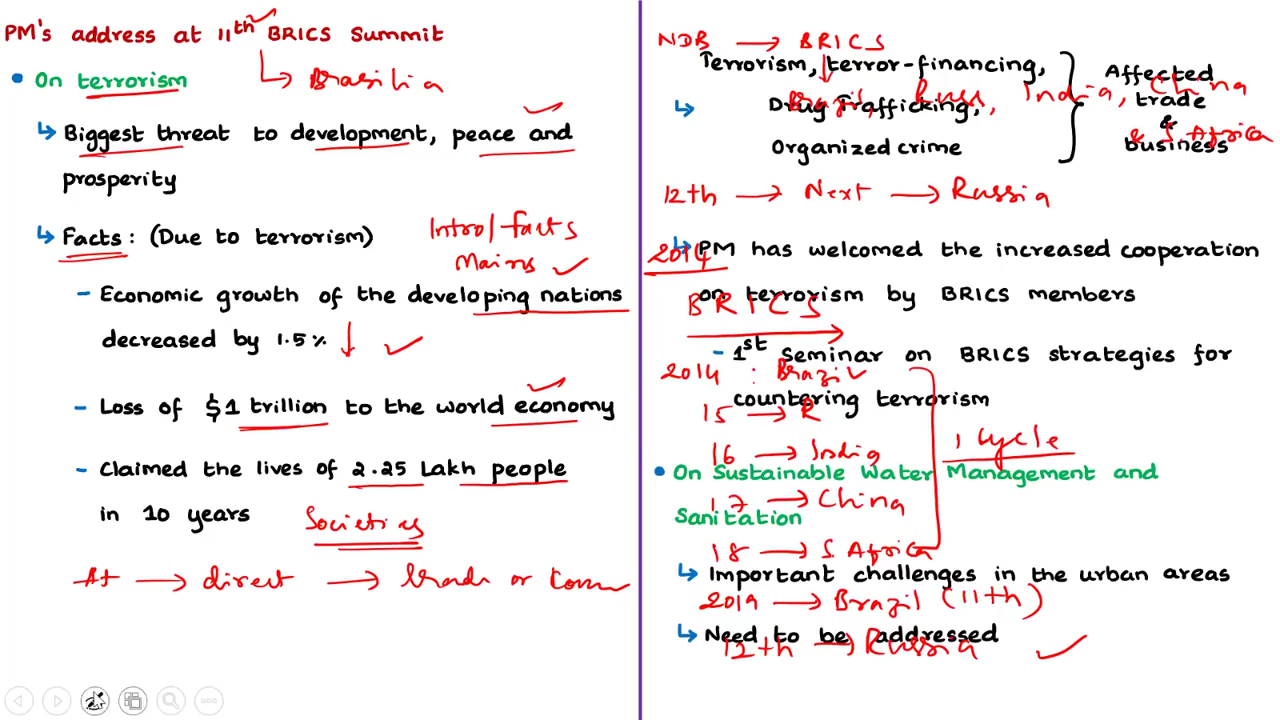 PM's address at 11th BRICS Summit
Brasilia
• On terrorism
↳ Biggest threat to development, peace and
prosperity
↳ Facts: (Due to terrorism)
Intro/facts
Mains ✓
- Economic growth of the developing nations
decreased by 1.5% ↓ ✓
- Loss of $1 trillion to the world economy
- Claimed the lives of 2.25 Lakh people
in 10 years
Societies
→ direct → or
NDB → BRICS
Terrorism, terror-financing,
↳ Drug Trafficking,
Organized crime
Affected
trade
&
business
Brazil, Russ, India, China
& S. Africa
12th → Next → Russia
2014
↳ PM has welcomed the increased cooperation
on terrorism by BRICS members
BRICS
- 1st seminar on BRICS strategies for
countering terrorism
2014 : Brazil
15 → R
16 → India
17 → China
18 → S. Africa
1 Cycle
• On Sustainable Water Management and
Sanitation
↳ Important challenges in the urban areas
2019 → Brazil (11th)
↳ Need to be addressed
12th → Russia ✓